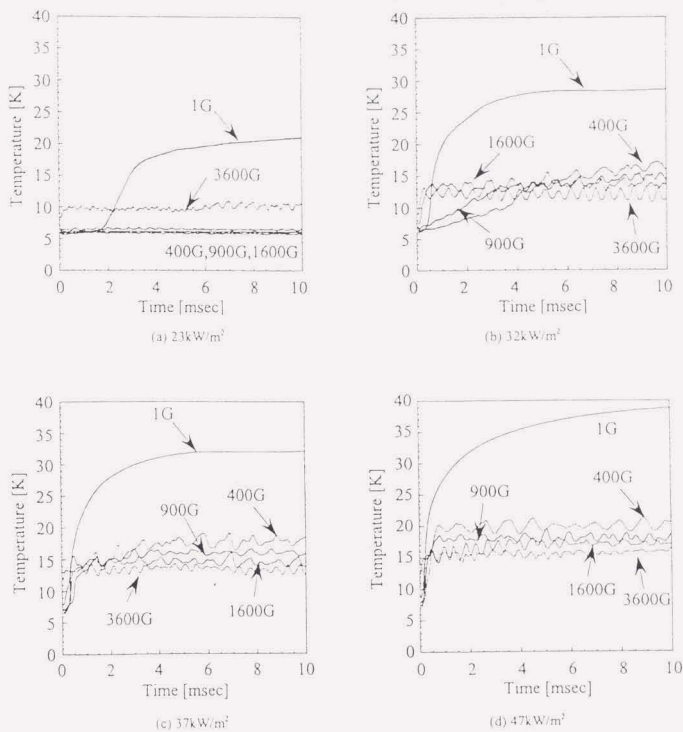 Temperature [K]
40
35
30
25
20
15
10
5
0
1G
3600G
400G,900G,1600G
0 2 4 6 8 10
Time [msec]
(a) 23kW/m²
Temperature [K]
40
35
30
25
20
15
10
5
0
1G
400G
1600G
900G
3600G
0 2 4 6 8 10
Time [msec]
(b) 32kW/m²
Temperature [K]
40
35
30
25
20
15
10
5
0
1G
400G
900G
3600G
1600G
0 2 4 6 8 10
Time [msec]
(c) 37kW/m²
Temperature [K]
40
35
30
25
20
15
10
5
0
1G
400G
900G
1600G
3600G
0 2 4 6 8 10
Time [msec]
(d) 47kW/m²